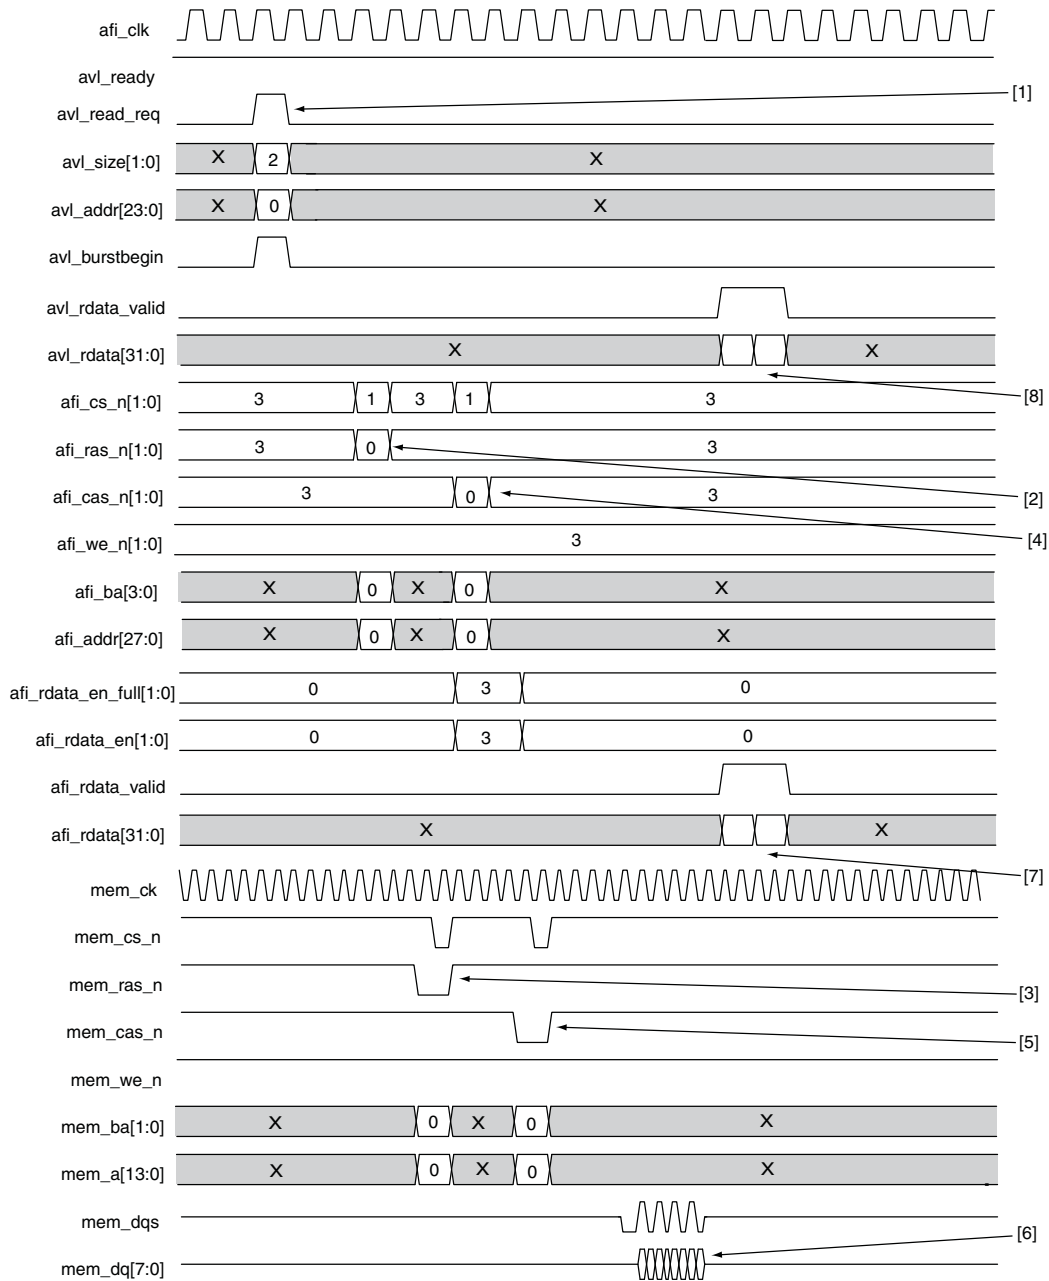 afi_clk
avl_ready
avl_read_req [1]
avl_size[1:0] X 2 X
avl_addr[23:0] X 0 X
avl_burstbegin
avl_rdata_valid
avl_rdata[31:0] X X
[8]
afi_cs_n[1:0] 3 1 3 1 3
afi_ras_n[1:0] 3 0 3
[2]
afi_cas_n[1:0] 3 0 3
[4]
afi_we_n[1:0] 3
afi_ba[3:0] X 0 X 0 X
afi_addr[27:0] X 0 X 0 X
afi_rdata_en_full[1:0] 0 3 0
afi_rdata_en[1:0] 0 3 0
afi_rdata_valid
afi_rdata[31:0] X X
[7]
mem_ck
mem_cs_n
mem_ras_n
[3]
mem_cas_n
[5]
mem_we_n
mem_ba[1:0] X 0 X 0 X
mem_a[13:0] X 0 X 0 X
mem_dqs
[6]
mem_dq[7:0]